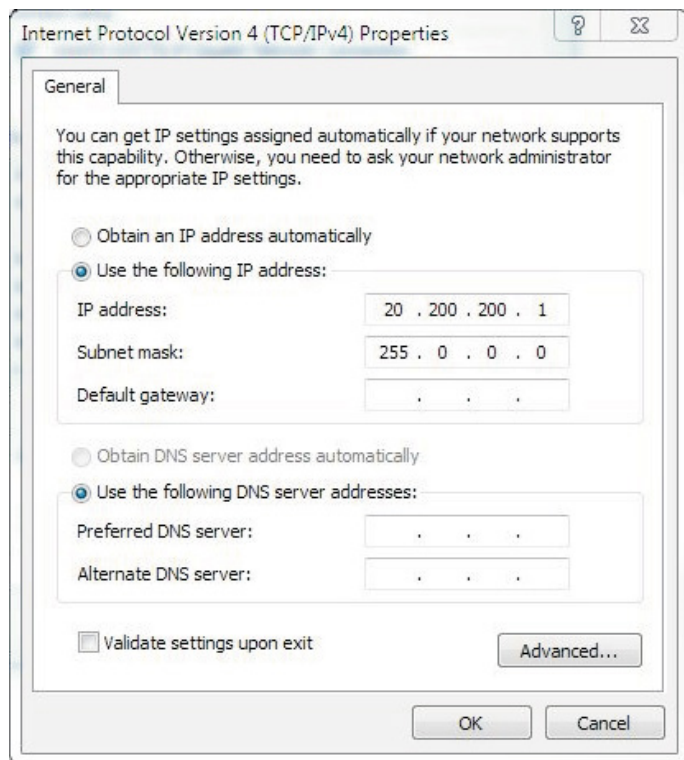 Internet Protocol Version 4 (TCP/IPv4) Properties
General
You can get IP settings assigned automatically if your network supports
this capability. Otherwise, you need to ask your network administrator
for the appropriate IP settings.
Obtain an IP address automatically
Use the following IP address:
IP address: 20 . 200 . 200 . 1
Subnet mask: 255 . 0 . 0 . 0
Default gateway: . . .
Obtain DNS server address automatically
Use the following DNS server addresses:
Preferred DNS server: . . .
Alternate DNS server: . . .
Validate settings upon exit
Advanced...
OK Cancel